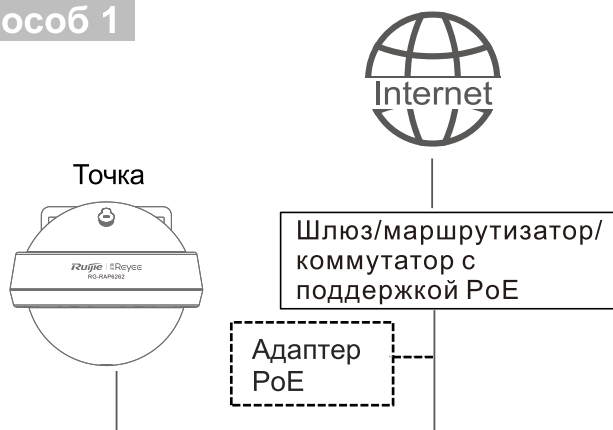 особ 1
Internet
Точка
Ruijie | Reyee
RG-RAP6262
Шлюз/маршрутизатор/
коммутатор с
поддержкой PoE
Адаптер
PoE